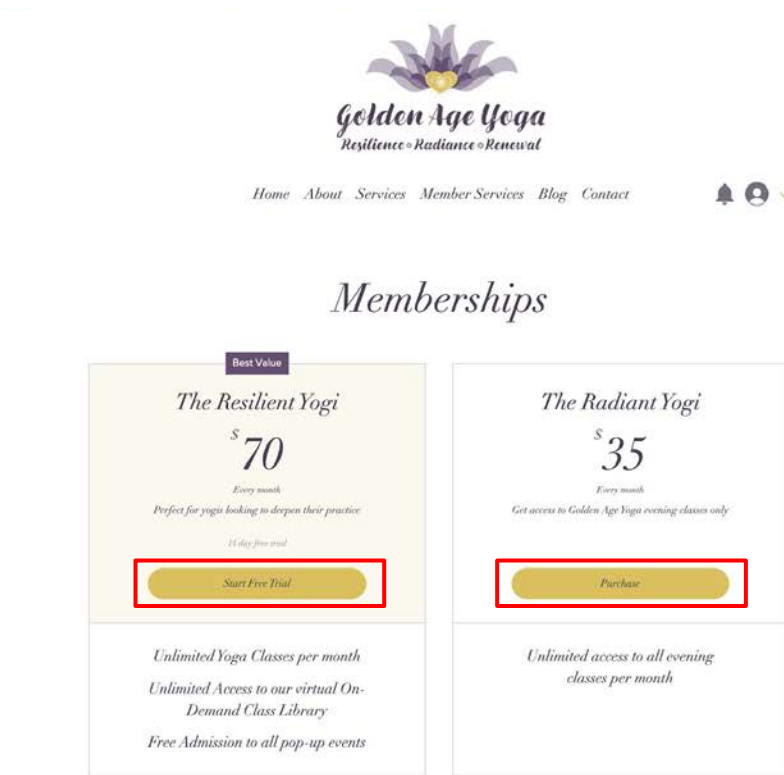 Golden Age Yoga
Resilience∘Radiance∘Renewal
Home About Services Member Services Blog Contact
Memberships
Best Value
The Resilient Yogi
$70
Every month
Perfect for yogis looking to deepen their practice
14 day free trial
Start Free Trial
Unlimited Yoga Classes per month
Unlimited Access to our virtual On-
Demand Class Library
Free Admission to all pop-up events
The Radiant Yogi
$35
Every month
Get access to Golden Age Yoga evening classes only
Purchase
Unlimited access to all evening
classes per month